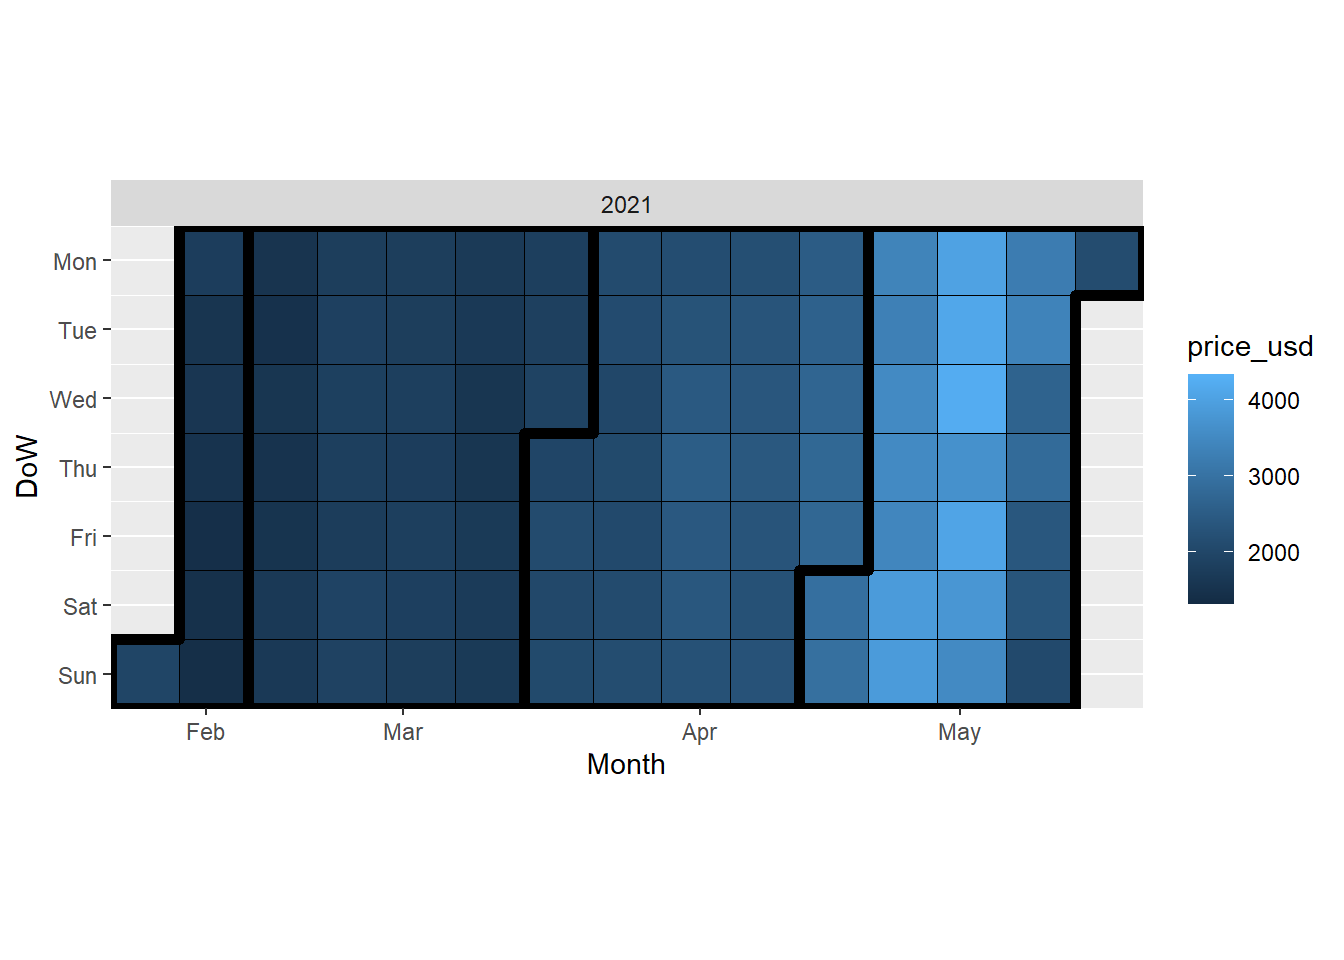 2021
Mon
Tue
Wed
Thu
Fri
Sat
Sun
DoW
Feb Mar Apr May
Month
price_usd
4000
3000
2000